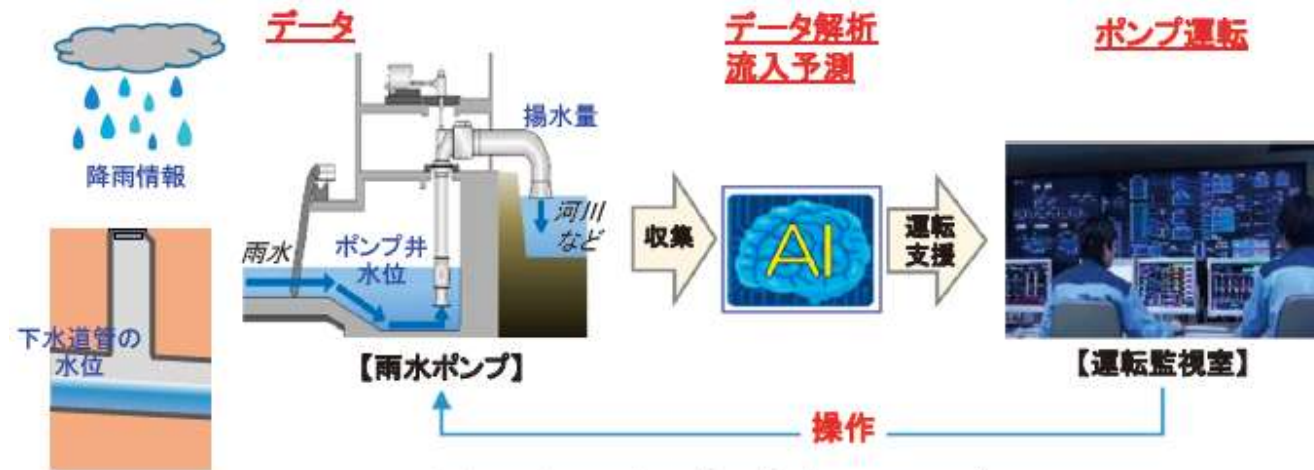 データ
データ解析
流入予測
ポンプ運転
降雨情報
揚水量
河川
など
雨水
ポンプ井
水位
下水道管の
水位
収集
AI
運転
支援
【雨水ポンプ】
【運転監視室】
操作